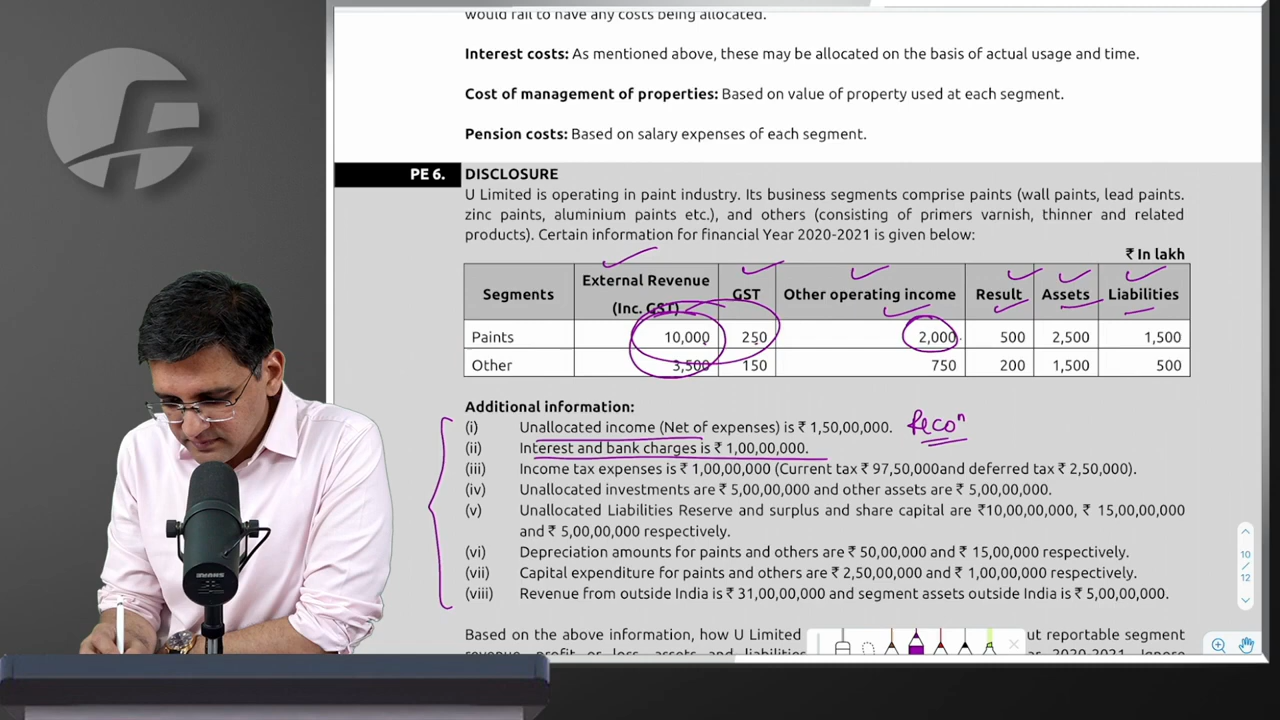 would fail to have any costs being allocated.
Interest costs: As mentioned above, these may be allocated on the basis of actual usage and time.
Cost of management of properties: Based on value of property used at each segment.
Pension costs: Based on salary expenses of each segment.
PE 6. DISCLOSURE
U Limited is operating in paint industry. Its business segments comprise paints (wall paints, lead paints.
zinc paints, aluminium paints etc.), and others (consisting of primers varnish, thinner and related
products). Certain information for financial Year 2020-2021 is given below:
₹ In lakh
Segments External Revenue (Inc. GST) GST Other operating income Result Assets Liabilities
Paints 10,000 250 2,000 500 2,500 1,500
Other 3,500 150 750 200 1,500 500
Additional information:
(i) Unallocated income (Net of expenses) is ₹ 1,50,00,000. Recoⁿ
(ii) Interest and bank charges is ₹ 1,00,00,000.
(iii) Income tax expenses is ₹ 1,00,00,000 (Current tax ₹ 97,50,000and deferred tax ₹ 2,50,000).
(iv) Unallocated investments are ₹ 5,00,00,000 and other assets are ₹ 5,00,00,000.
(v) Unallocated Liabilities Reserve and surplus and share capital are ₹10,00,00,000, ₹ 15,00,00,000
and ₹ 5,00,00,000 respectively.
(vi) Depreciation amounts for paints and others are ₹ 50,00,000 and ₹ 15,00,000 respectively.
(vii) Capital expenditure for paints and others are ₹ 2,50,00,000 and ₹ 1,00,00,000 respectively.
(viii) Revenue from outside India is ₹ 31,00,00,000 and segment assets outside India is ₹ 5,00,00,000.
10
/
12
Based on the above information, how U Limited ut reportable segment
revenue, profit or loss, assets and liabilities